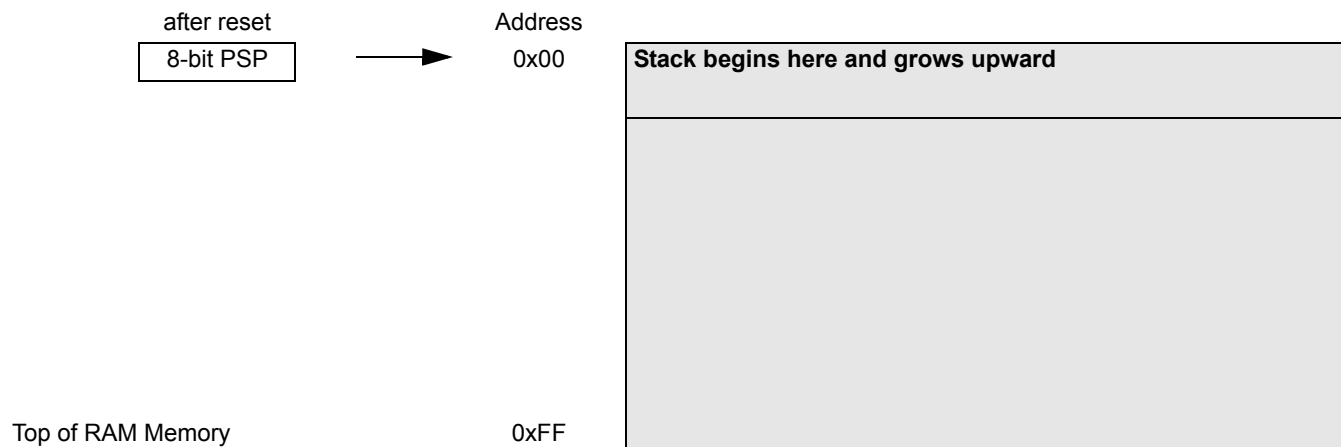 after reset Address
8-bit PSP 0x00 Stack begins here and grows upward
Top of RAM Memory 0xFF